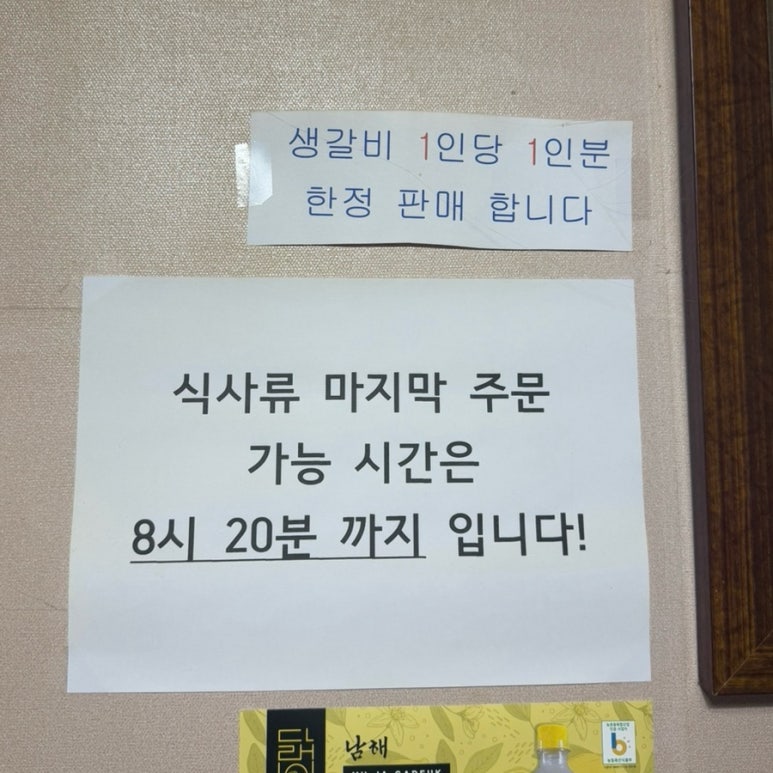 생갈비 1인당 1인분
한정 판매 합니다
식사류 마지막 주문
가능 시간은
8시 20분 까지 입니다!
남해